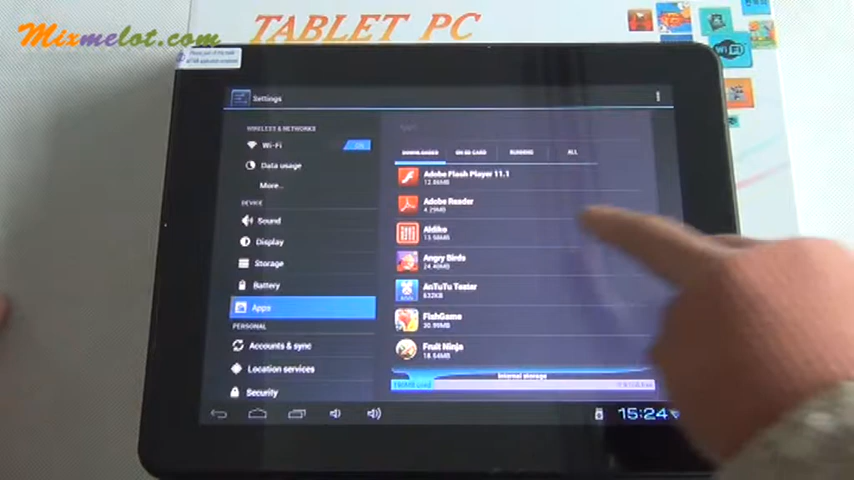 Mixmelot.com
TABLET PC
WiFi
Settings
WIRELESS & NETWORKS
Wi-Fi
ON
Data usage
More...
DEVICE
Sound
Display
Storage
Battery
Apps
PERSONAL
Accounts & sync
Location services
Security
DOWNLOADED
ON SD CARD
RUNNING
ALL
Adobe Flash Player 11.1
12.86MB
Adobe Reader
4.29MB
Aldiko
13.58MB
Angry Birds
24.40MB
AnTuTu Tester
632KB
FishGame
30.99MB
Fruit Ninja
18.54MB
Internal storage
15:24